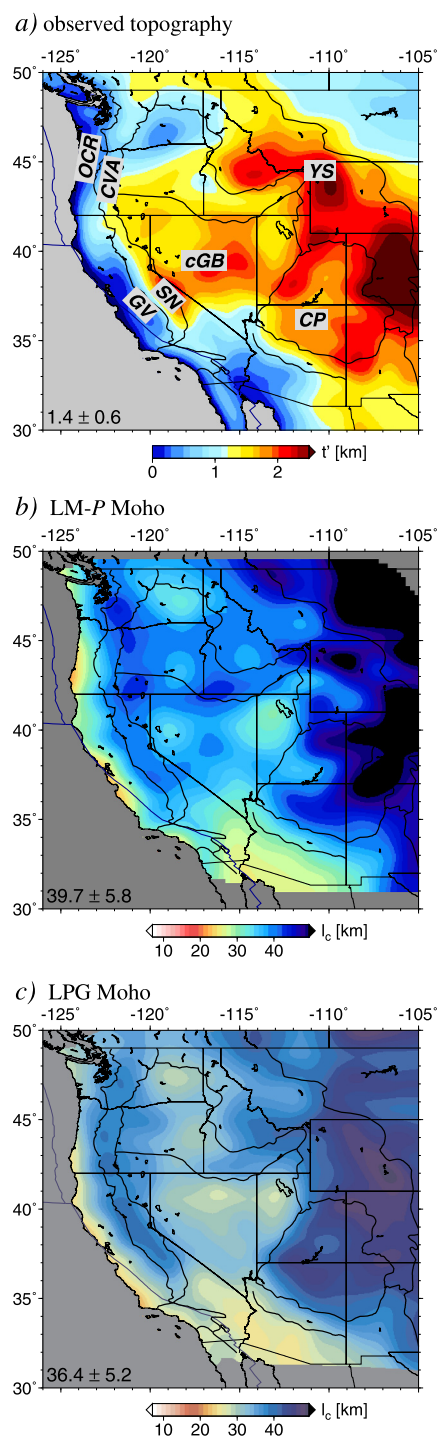 a) observed topography
-125˚ -120˚ -115˚ -110˚ -105˚
50˚
45˚
40˚
35˚
30˚
OCR
CVA
YS
cGB
SN
GV
CP
1.4 ± 0.6
0 1 2
t' [km]
b) LM-P Moho
-125˚ -120˚ -115˚ -110˚ -105˚
50˚
45˚
40˚
35˚
30˚
39.7 ± 5.8
10 20 30 40
lc [km]
c) LPG Moho
-125˚ -120˚ -115˚ -110˚ -105˚
50˚
45˚
40˚
35˚
30˚
36.4 ± 5.2
10 20 30 40
lc [km]